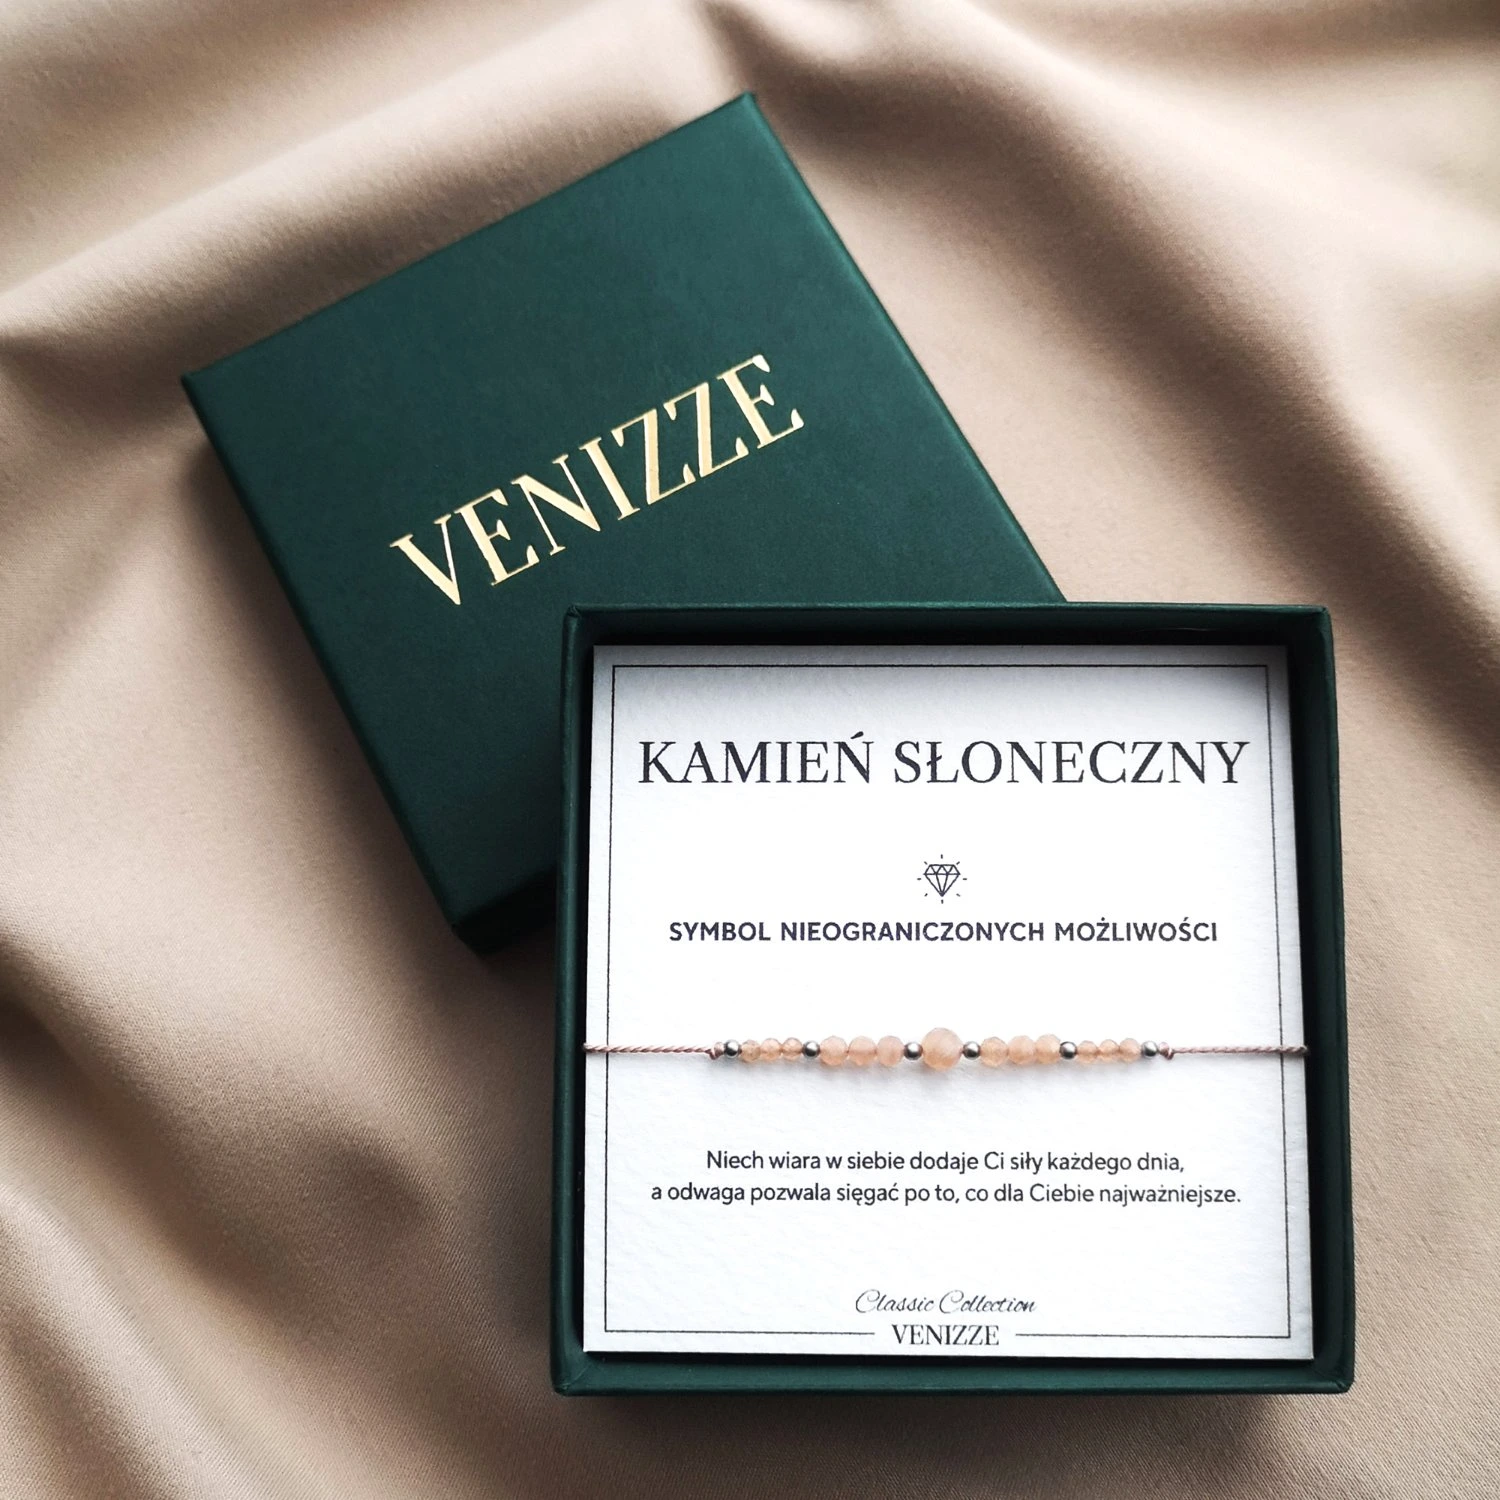 VENIZZE
KAMIEŃ SŁONECZNY
SYMBOL NIEOGRANICZONYCH MOŻLIWOŚCI
Niech wiara w siebie dodaje Ci siły każdego dnia,
a odwaga pozwala sięgać po to, co dla Ciebie najważniejsze.
Classic Collection
VENIZZE